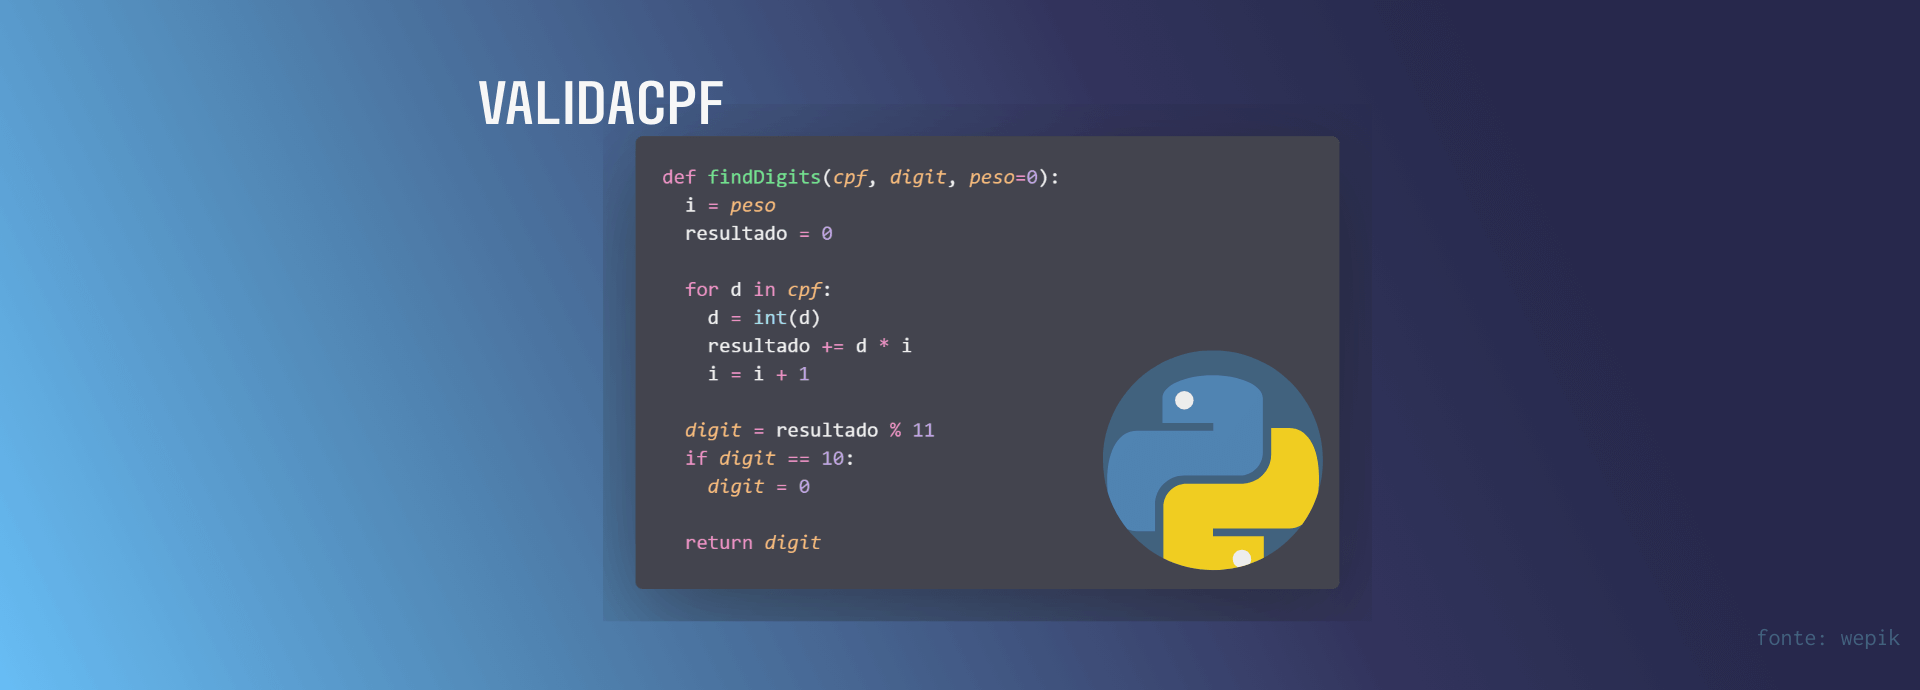 VALIDACPF
def findDigits(cpf, digit, peso=0):
  i = peso
  resultado = 0
  for d in cpf:
    d = int(d)
    resultado += d * i
    i = i + 1
  digit = resultado % 11
  if digit == 10:
    digit = 0
  return digit
fonte: wepik